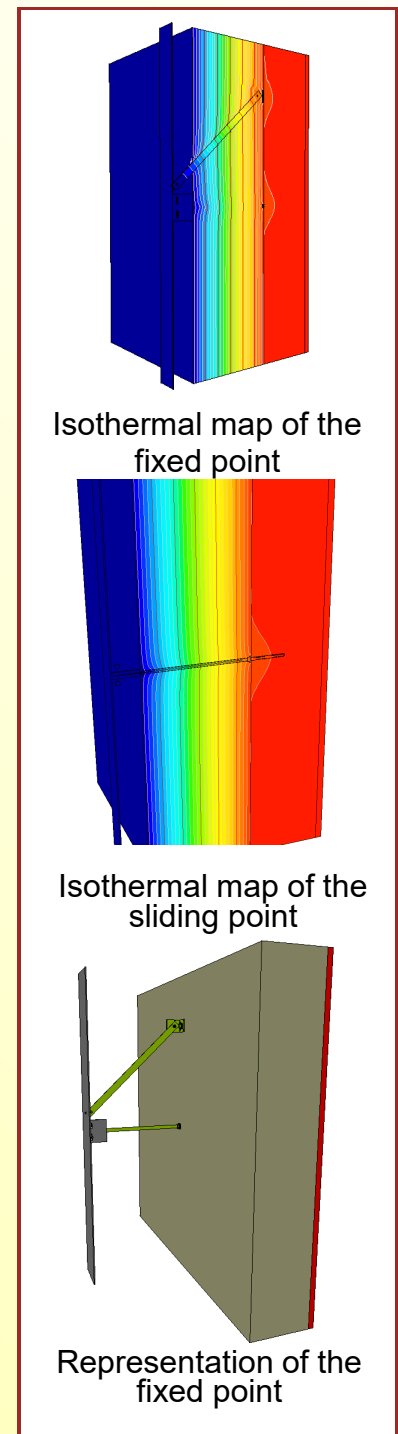 Isothermal map of the
fixed point
Isothermal map of the
sliding point
Representation of the
fixed point